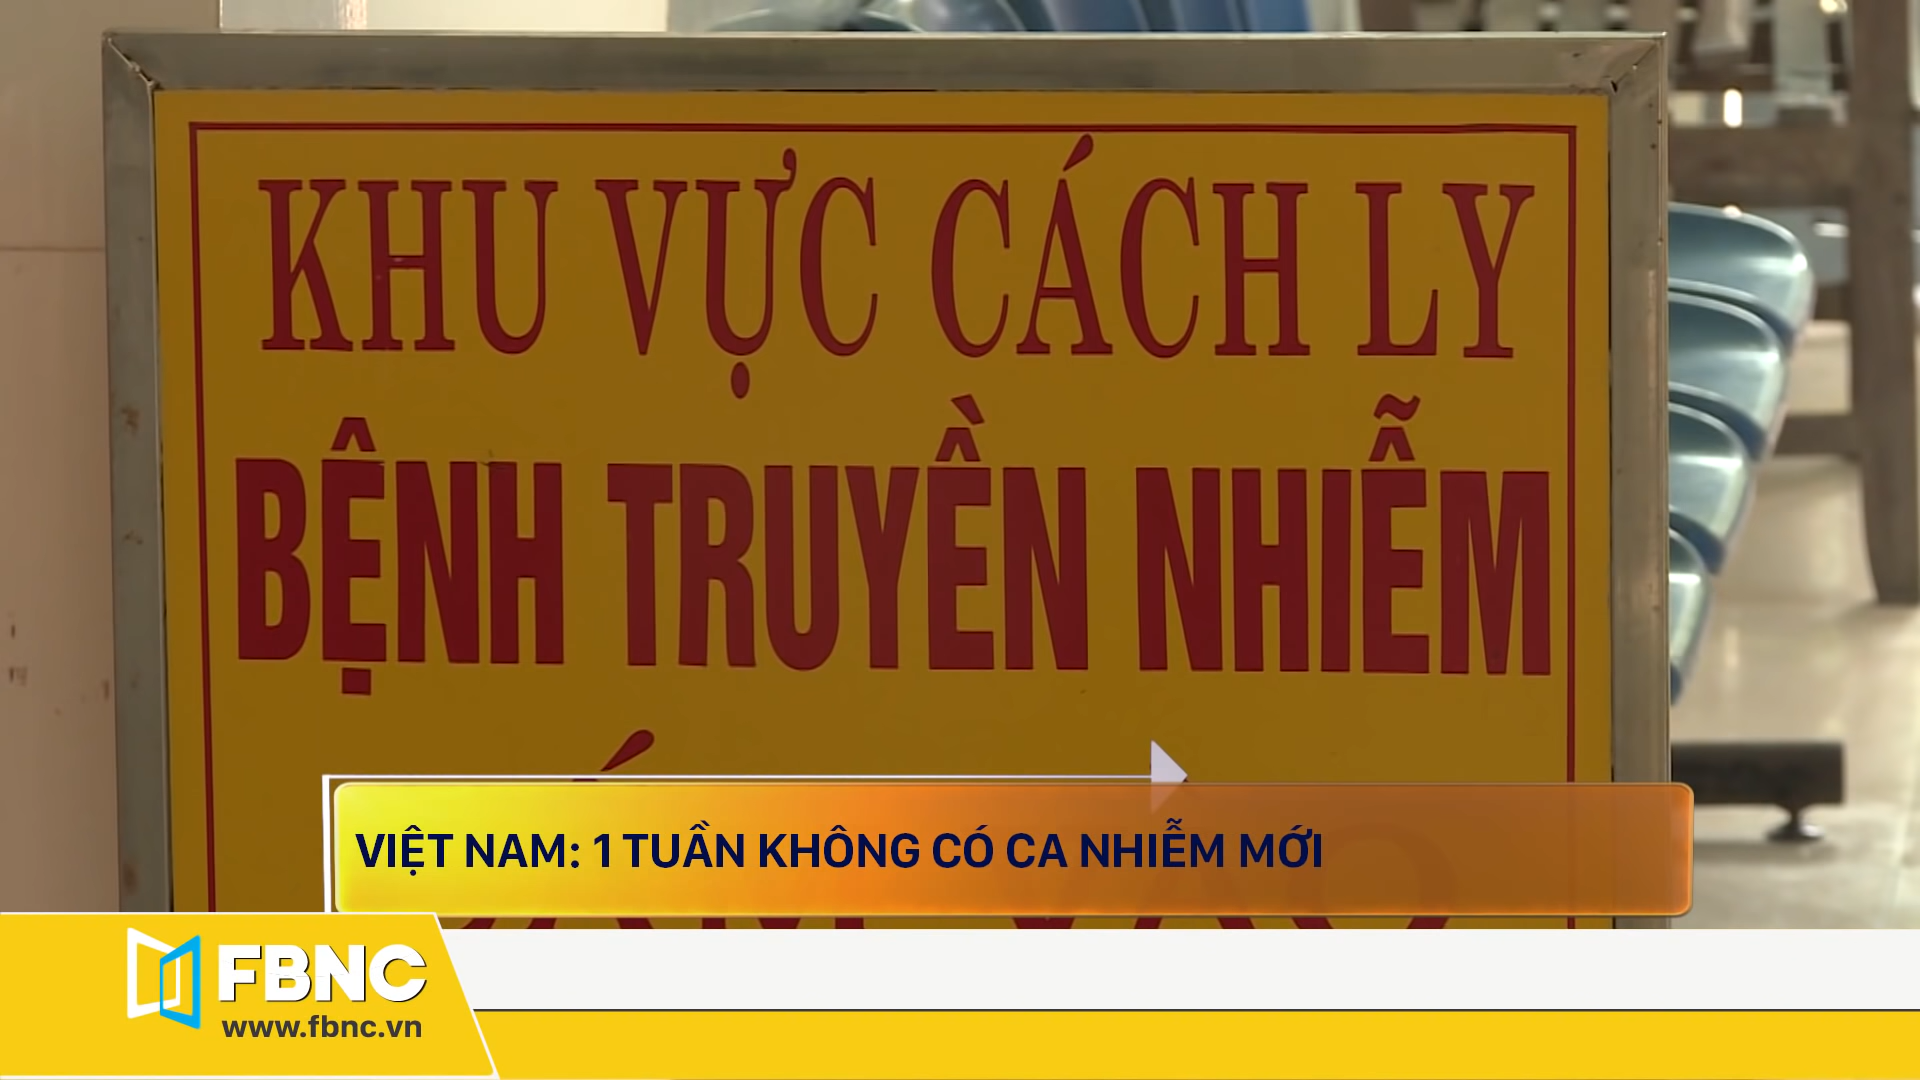 KHU VỰC CÁCH LY
BỆNH TRUYỀN NHIỄM
VIỆT NAM: 1 TUẦN KHÔNG CÓ CA NHIỄM MỚI
FBNC
www.fbnc.vn